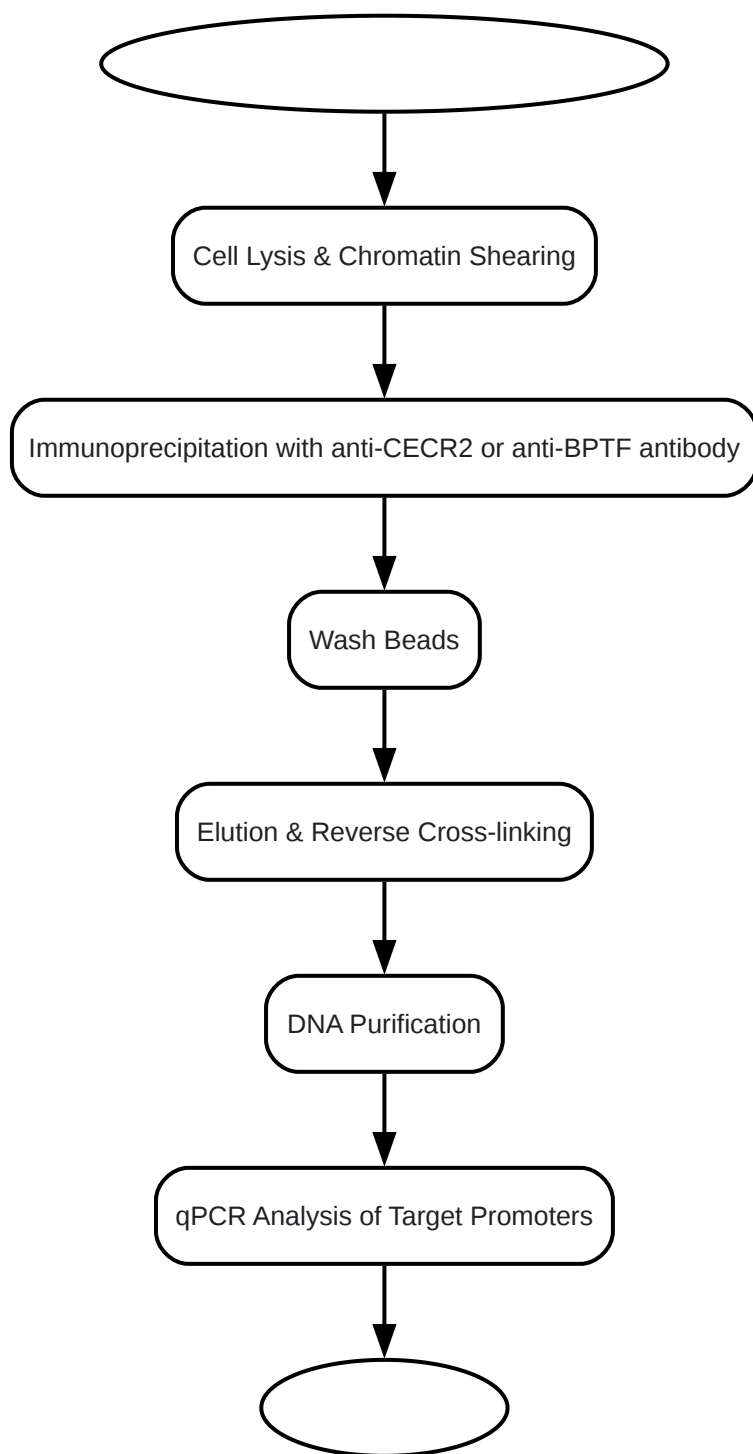 Cell Lysis & Chromatin Shearing
Immunoprecipitation with anti-CECR2 or anti-BPTF antibody
Wash Beads
Elution & Reverse Cross-linking
DNA Purification
qPCR Analysis of Target Promoters